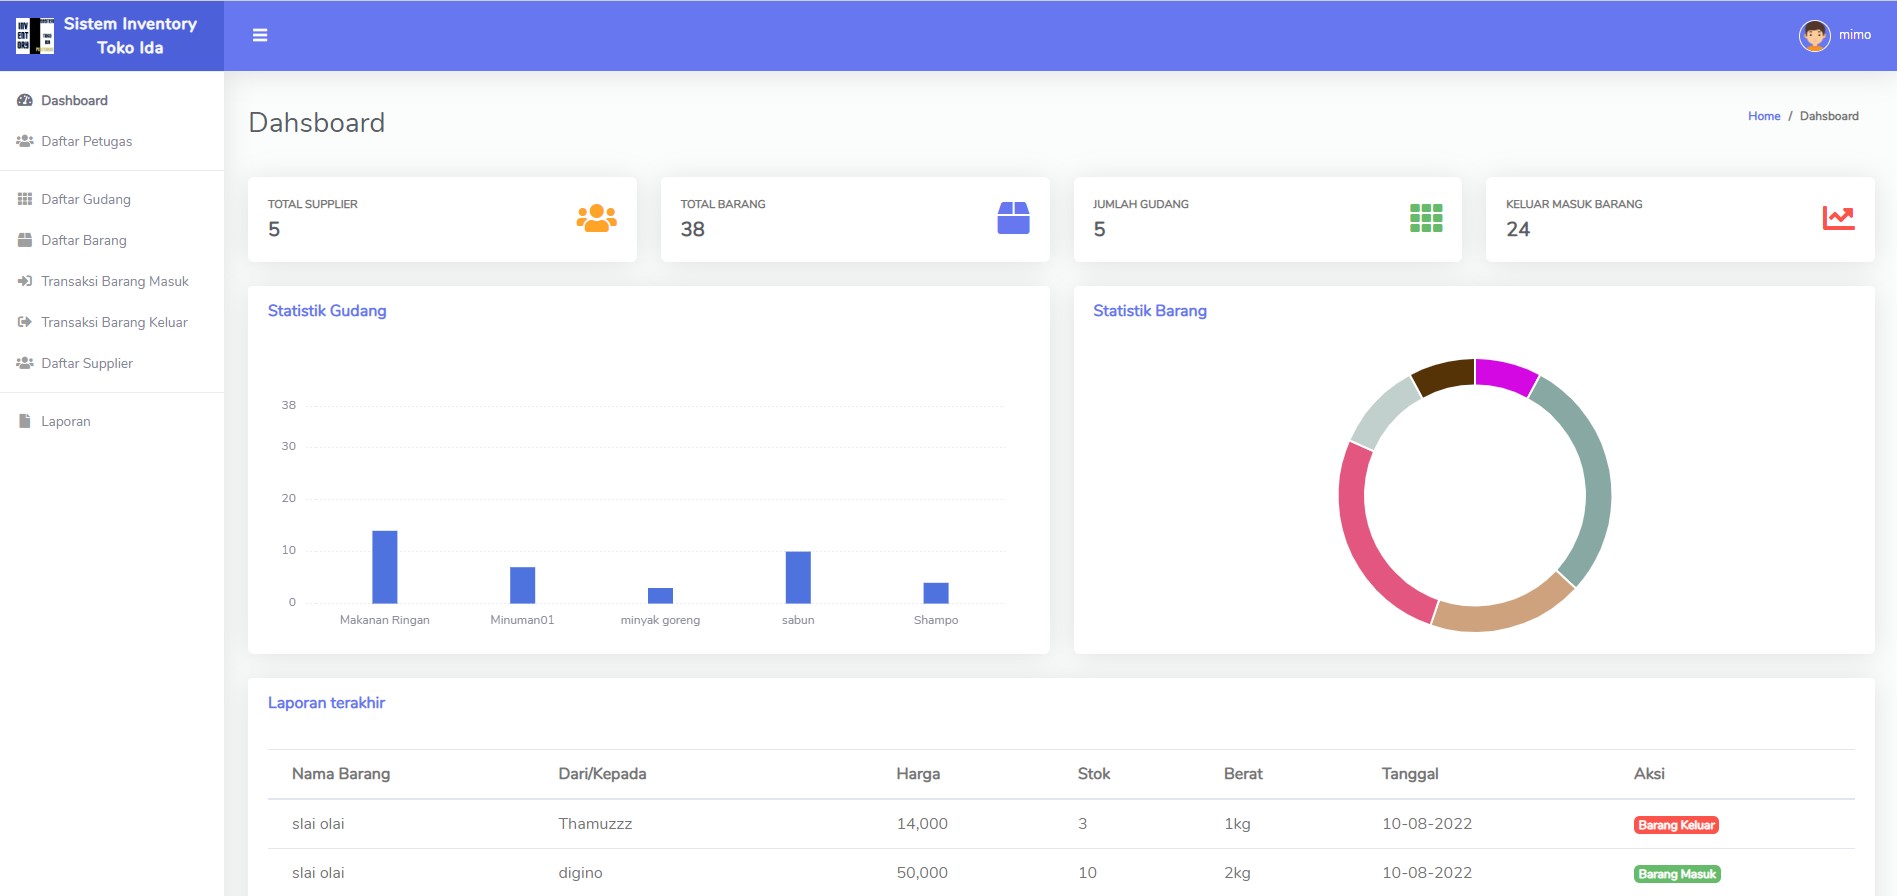 Sistem Inventory
Toko Ida
mimo
Dashboard
Daftar Petugas
Daftar Gudang
Daftar Barang
Transaksi Barang Masuk
Transaksi Barang Keluar
Daftar Supplier
Laporan
Dahsboard
Home / Dahsboard
TOTAL SUPPLIER
5
TOTAL BARANG
38
JUMLAH GUDANG
5
KELUAR MASUK BARANG
24
Statistik Gudang
38
30
20
10
0
Makanan Ringan Minuman01 minyak goreng sabun Shampo
Statistik Barang
Laporan terakhir
Nama Barang Dari/Kepada Harga Stok Berat Tanggal Aksi
slai olai Thamuzzz 14,000 3 1kg 10-08-2022 Barang Keluar
slai olai digino 50,000 10 2kg 10-08-2022 Barang Masuk